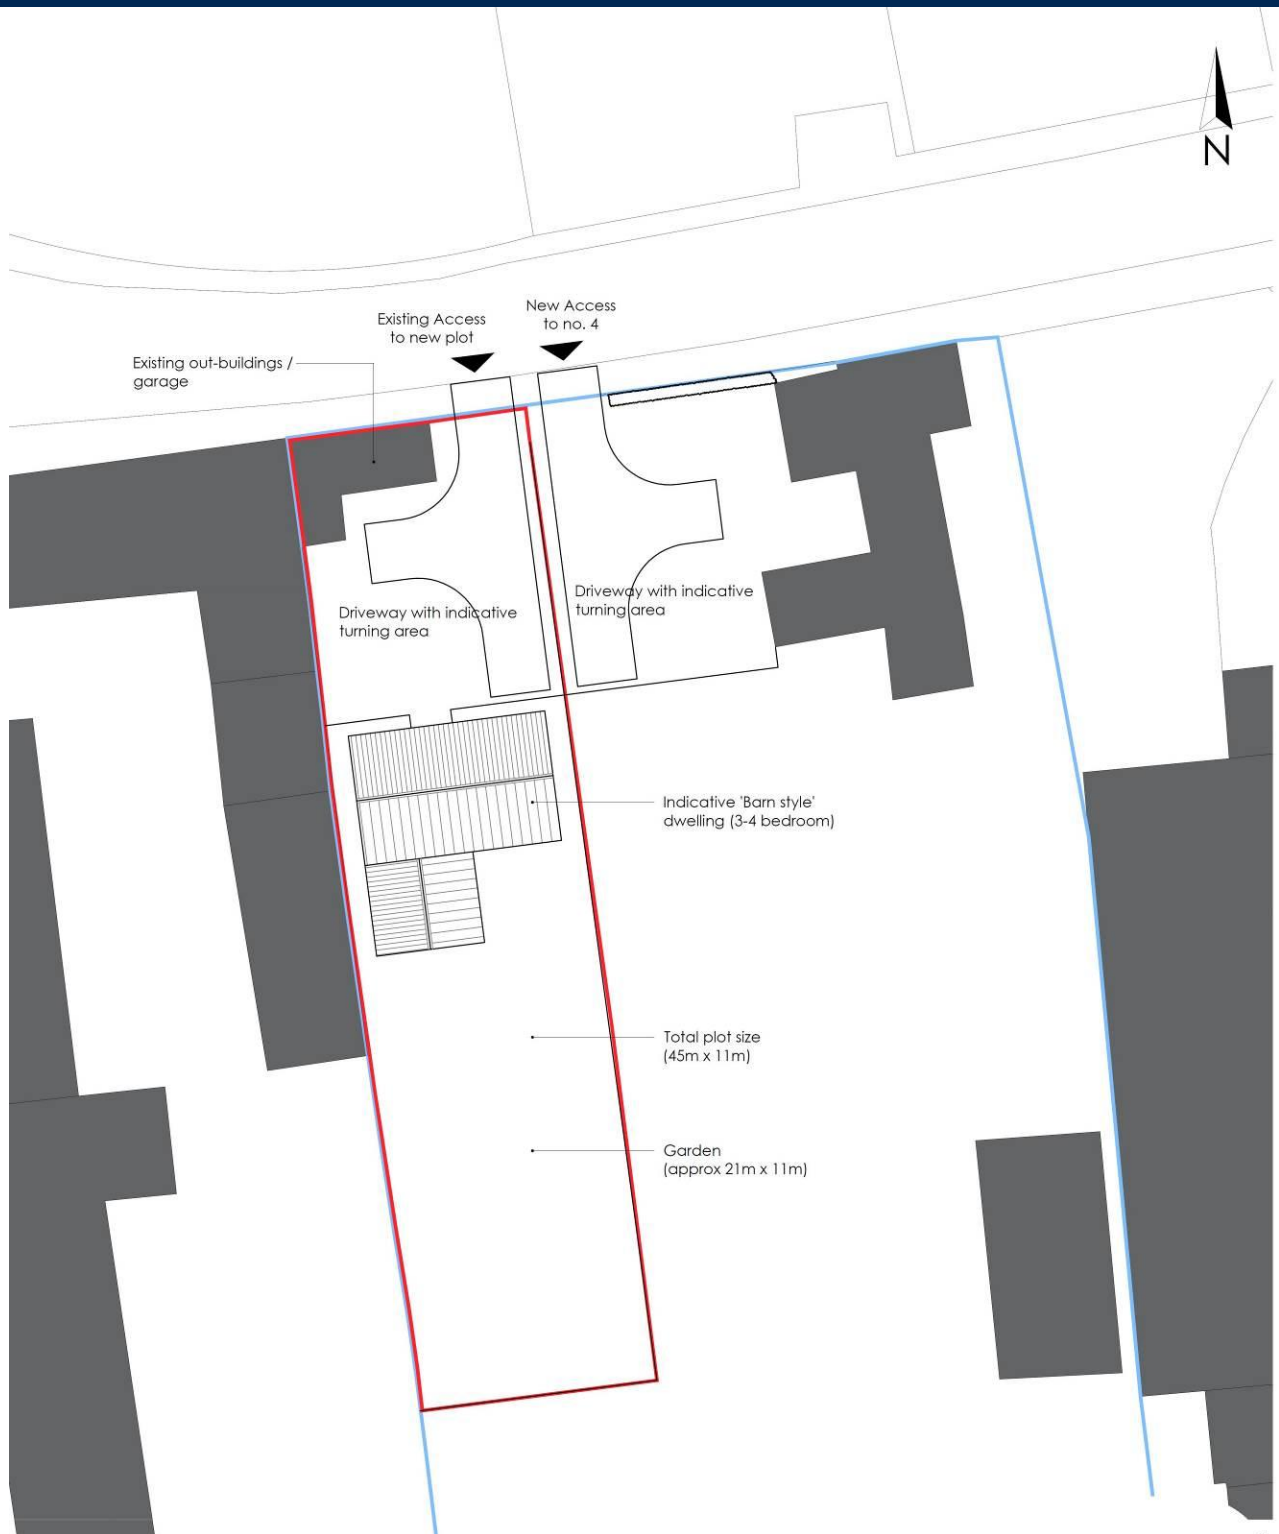 N
Existing Access
to new plot
New Access
to no. 4
Existing out-buildings /
garage
Driveway with indicative
turning area
Driveway with indicative
turning area
Indicative 'Barn style'
dwelling (3-4 bedroom)
Total plot size
(45m x 11m)
Garden
(approx 21m x 11m)